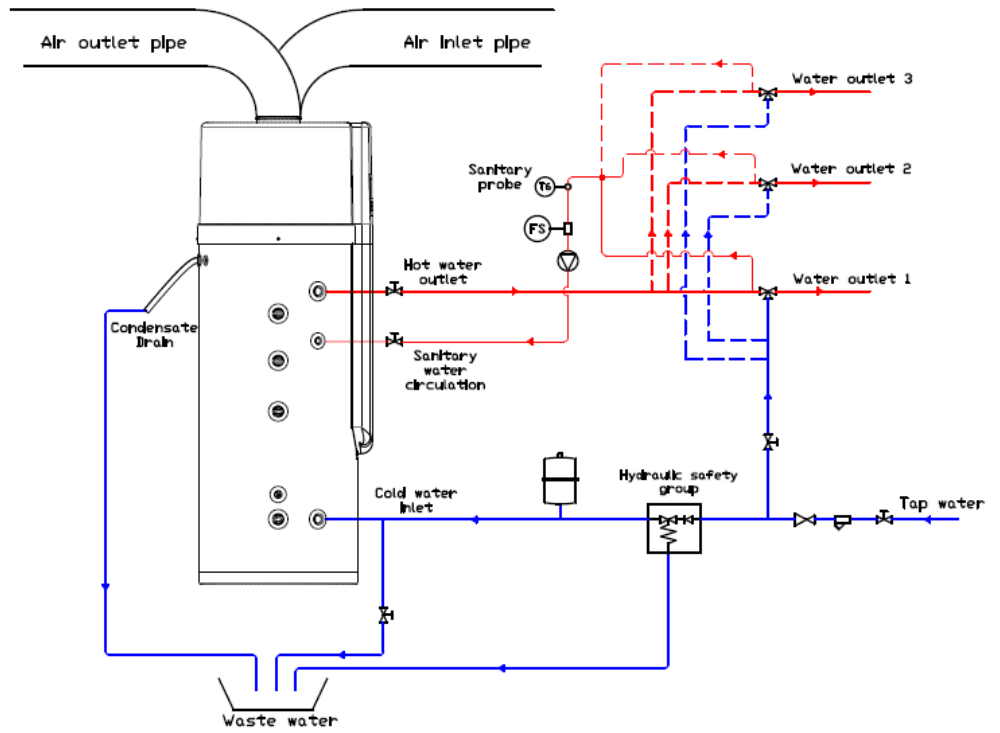 Air outlet pipe
Air inlet pipe
Water outlet 3
Sanitary
probe
T6
Water outlet 2
FS
Hot water
outlet
Water outlet 1
Condensate
Drain
Sanitary
water
circulation
Cold water
inlet
Hydraulic safety
group
Tap water
Waste water